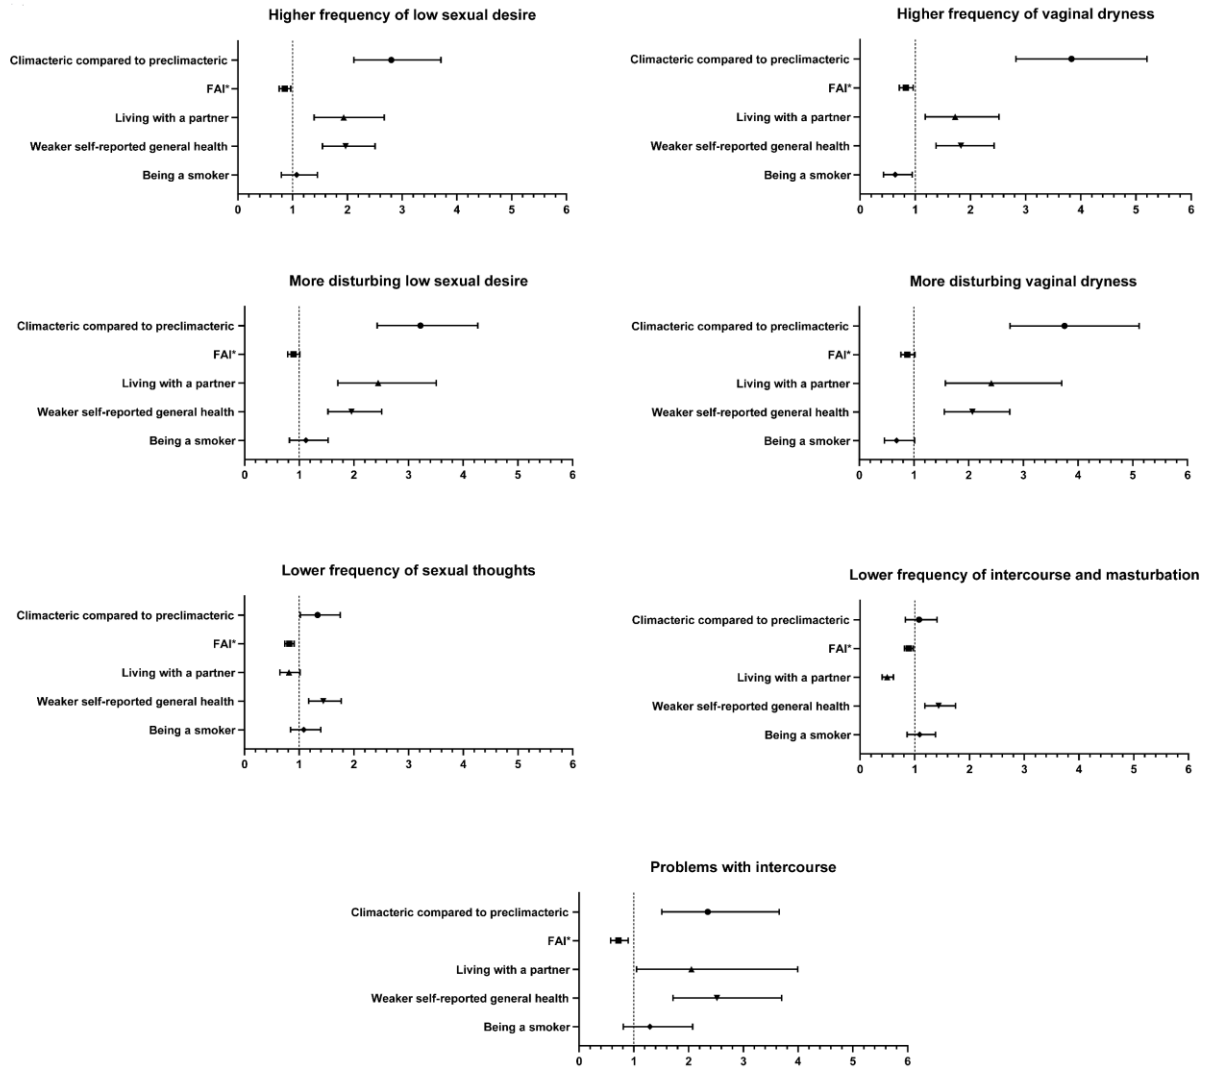 Higher frequency of low sexual desire
Climacteric compared to preclimacteric
FAI*
Living with a partner
Weaker self-reported general health
Being a smoker
0 1 2 3 4 5 6
Higher frequency of vaginal dryness
Climacteric compared to preclimacteric
FAI*
Living with a partner
Weaker self-reported general health
Being a smoker
0 1 2 3 4 5 6
More disturbing low sexual desire
Climacteric compared to preclimacteric
FAI*
Living with a partner
Weaker self-reported general health
Being a smoker
0 1 2 3 4 5 6
More disturbing vaginal dryness
Climacteric compared to preclimacteric
FAI*
Living with a partner
Weaker self-reported general health
Being a smoker
0 1 2 3 4 5 6
Lower frequency of sexual thoughts
Climacteric compared to preclimacteric
FAI*
Living with a partner
Weaker self-reported general health
Being a smoker
0 1 2 3 4 5 6
Lower frequency of intercourse and masturbation
Climacteric compared to preclimacteric
FAI*
Living with a partner
Weaker self-reported general health
Being a smoker
0 1 2 3 4 5 6
Problems with intercourse
Climacteric compared to preclimacteric
FAI*
Living with a partner
Weaker self-reported general health
Being a smoker
0 1 2 3 4 5 6